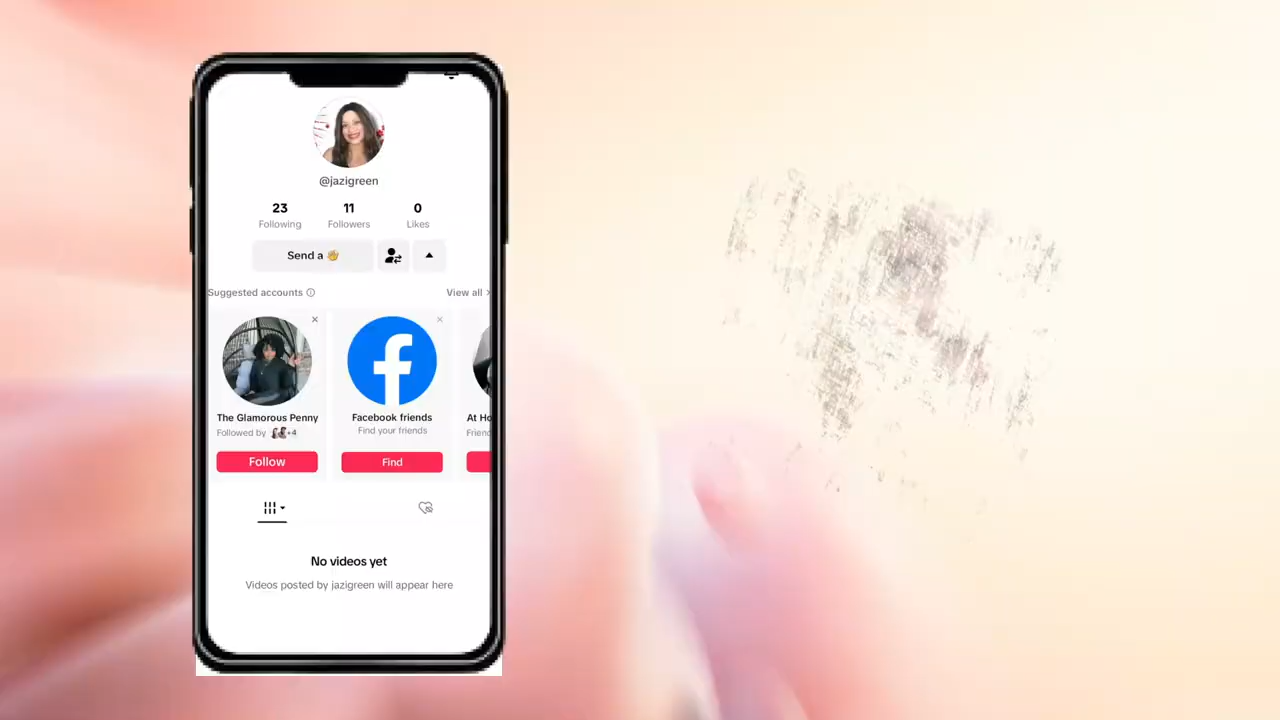 @jazigreen
23 11 0
Following Followers Likes
Send a 👋
Suggested accounts View all
The Glamorous Penny Facebook friends
Followed by +4 Find your friends
Follow Find
No videos yet
Videos posted by jazigreen will appear here